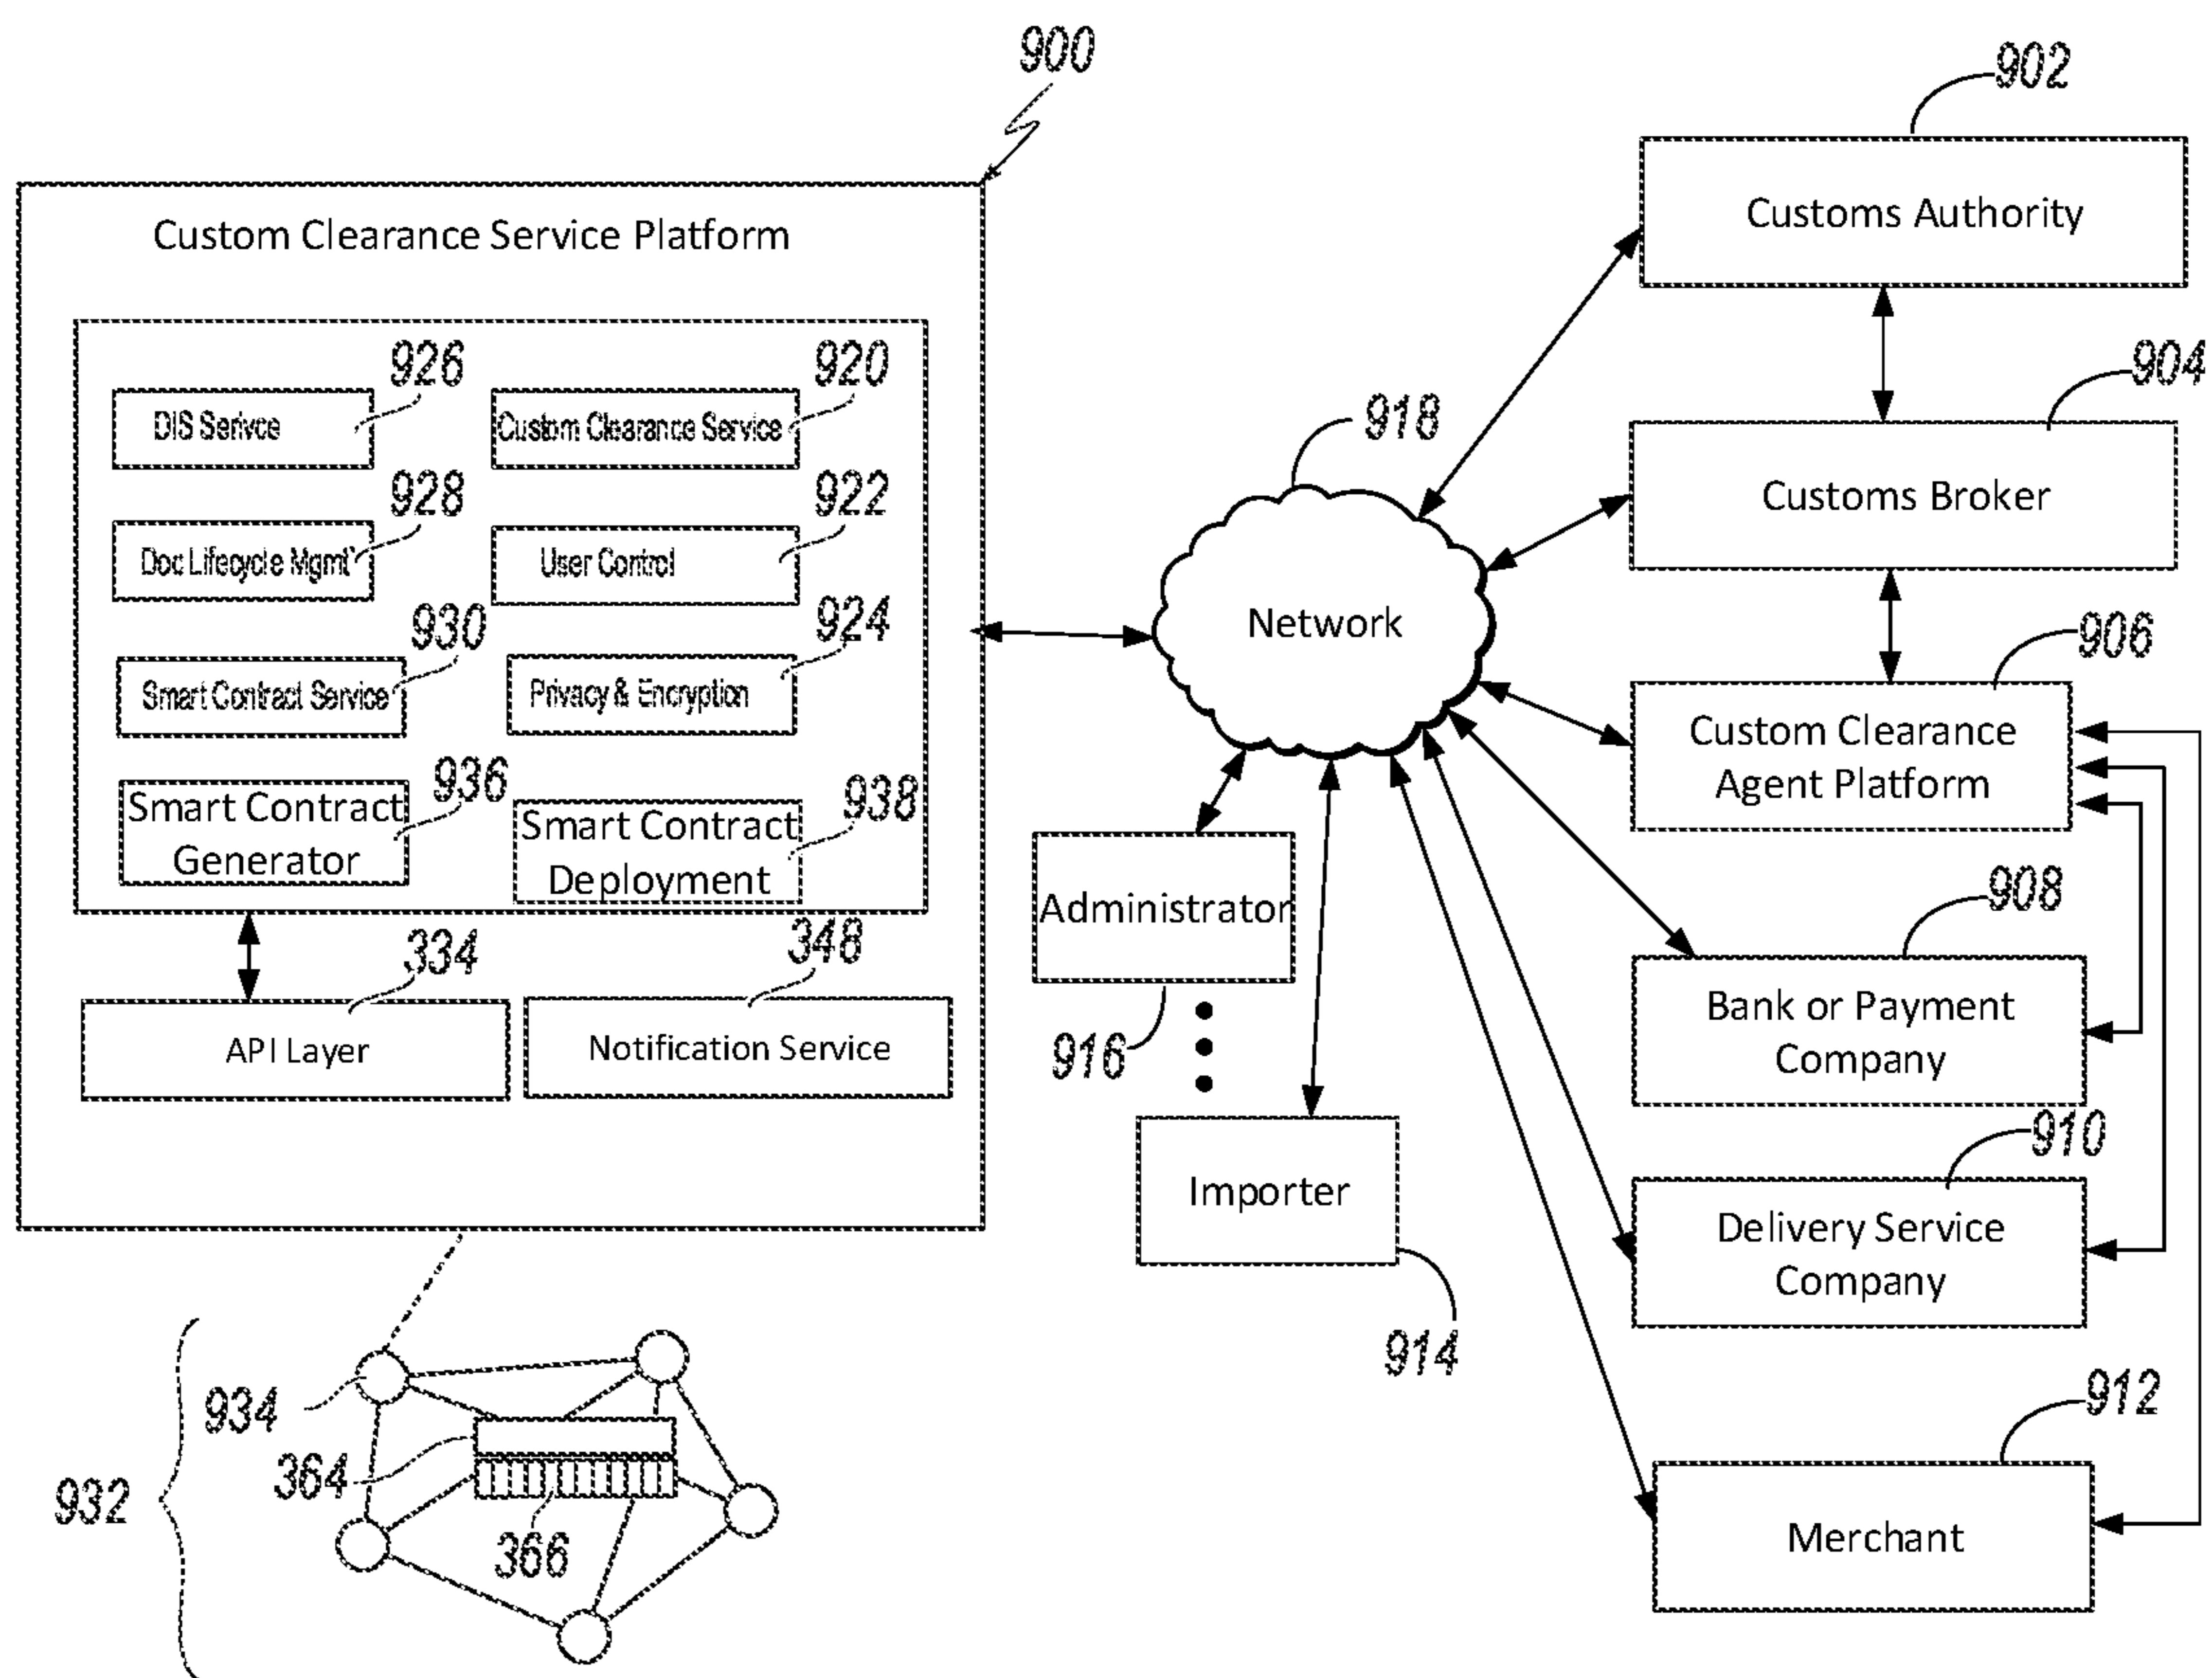 900
902
Custom Clearance Service Platform
Customs Authority
926
920
DIS Serivce
Custom Clearance Service
904
918
Customs Broker
928
922
Doc Lifecycle Mgmt
User Control
930
924
Network
906
Smart Contract Service
Privacy & Encryption
Custom Clearance
Agent Platform
936
938
Smart Contract
Generator
Smart Contract
Deployment
Administrator
908
334
348
916
Bank or Payment
Company
API Layer
Notification Service
910
Importer
Delivery Service
Company
914
934
912
364
932
366
Merchant